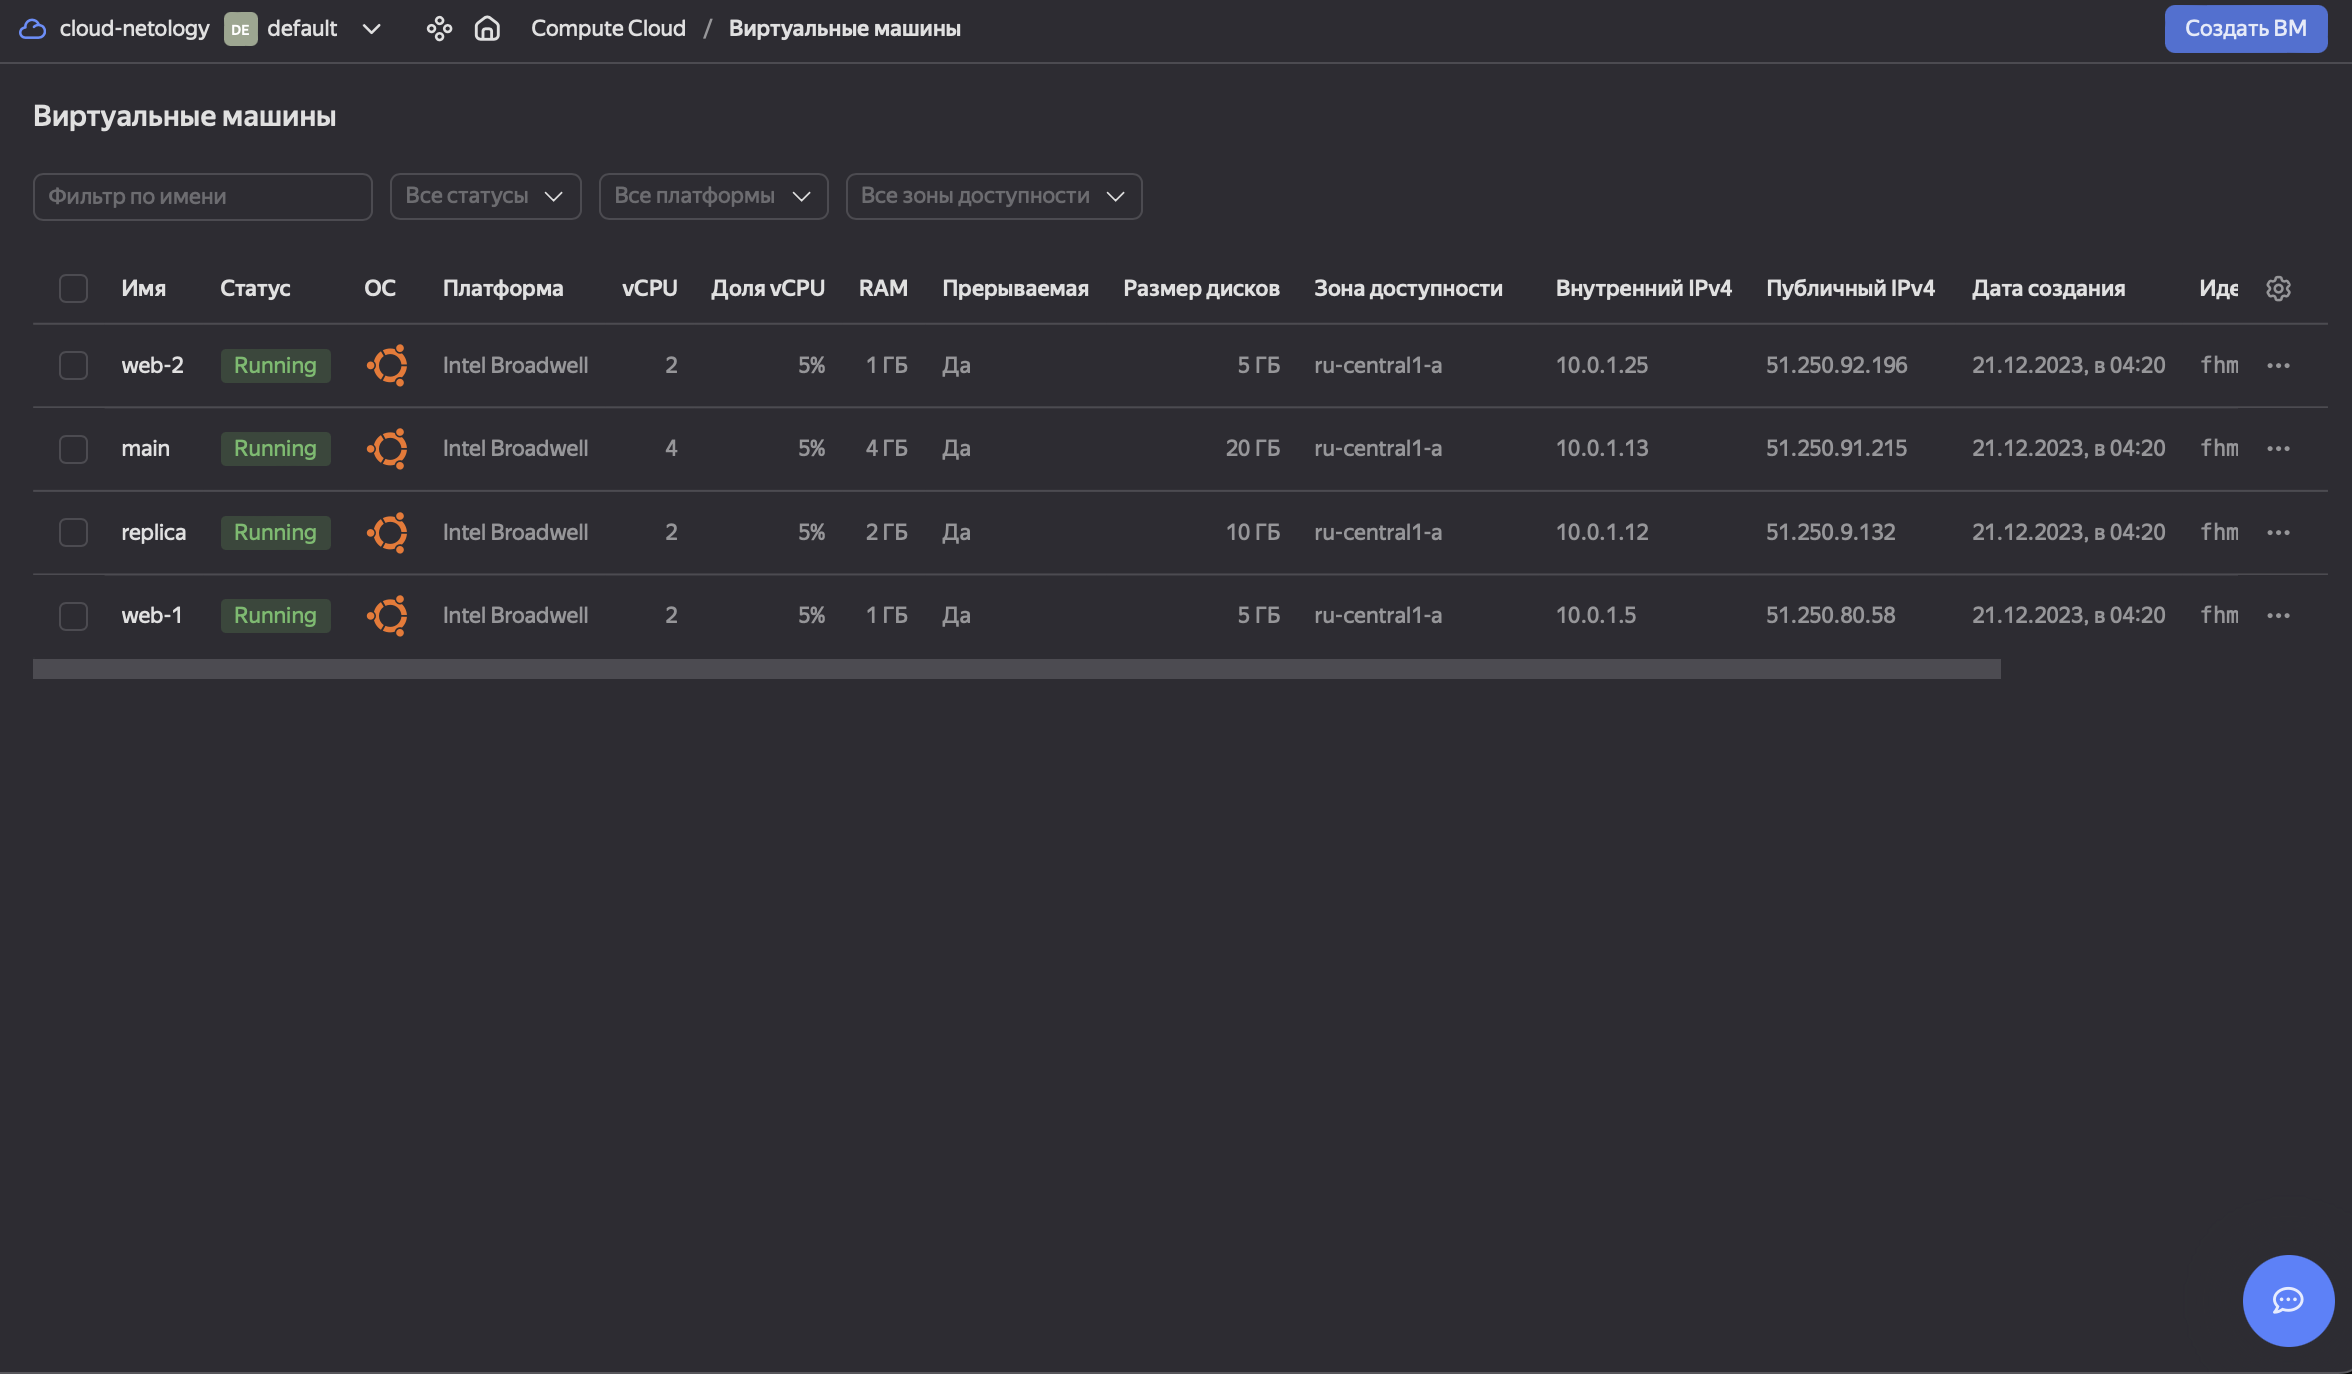 cloud-netology DE default Compute Cloud / Виртуальные машины Создать ВМ
Виртуальные машины
Фильтр по имени Все статусы Все платформы Все зоны доступности
Имя Статус ОС Платформа vCPU Доля vCPU RAM Прерываемая Размер дисков Зона доступности Внутренний IPv4 Публичный IPv4 Дата создания Иде
web-2 Running Intel Broadwell 2 5% 1 ГБ Да 5 ГБ ru-central1-a 10.0.1.25 51.250.92.196 21.12.2023, в 04:20 fhm
main Running Intel Broadwell 4 5% 4 ГБ Да 20 ГБ ru-central1-a 10.0.1.13 51.250.91.215 21.12.2023, в 04:20 fhm
replica Running Intel Broadwell 2 5% 2 ГБ Да 10 ГБ ru-central1-a 10.0.1.12 51.250.9.132 21.12.2023, в 04:20 fhm
web-1 Running Intel Broadwell 2 5% 1 ГБ Да 5 ГБ ru-central1-a 10.0.1.5 51.250.80.58 21.12.2023, в 04:20 fhm